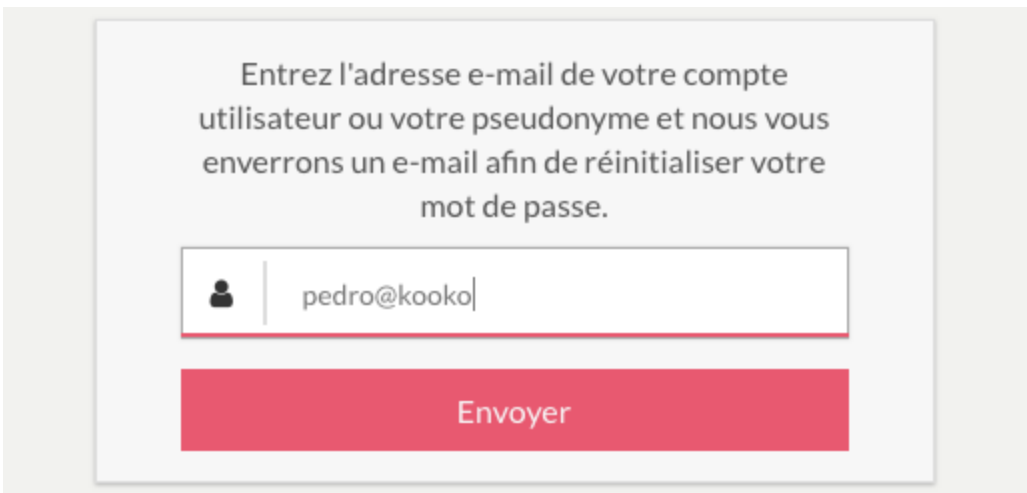 Entrez l'adresse e-mail de votre compte
utilisateur ou votre pseudonyme et nous vous
enverrons un e-mail afin de réinitialiser votre
mot de passe.
pedro@kooko
Envoyer